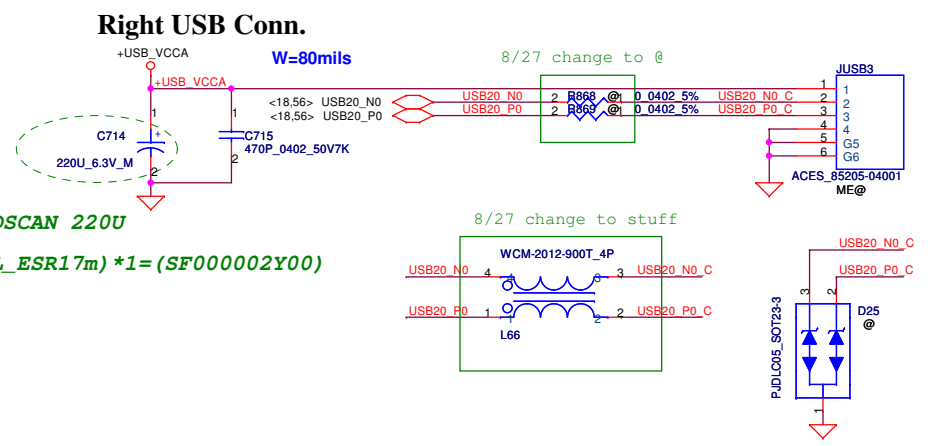 Right USB Conn.
+USB_VCCA
W=80mils
8/27 change to @
+USB_VCCA
JUSB3
1 1
<18,56> USB20_N0 USB20_N0 2 R868 @ 1 0_0402_5% USB20_N0_C 2 2
<18,56> USB20_P0 USB20_P0 2 R869 @ 1 0_0402_5% USB20_P0_C 3 3
4 4
5 G5
6 G6
ACES_85205-04001
ME@
1
C714 +
220U_6.3V_M
2
1
C715
470P_0402_50V7K
2
OSCAN 220U
_ESR17m)*1=(SF000002Y00)
8/27 change to stuff
WCM-2012-900T_4P
USB20_N0 4 4 3 3 USB20_N0_C
USB20_P0 1 1 2 2 USB20_P0_C
L66
USB20_N0_C
USB20_P0_C
3 2
D25
@
PJDLC05_SOT23-3
1